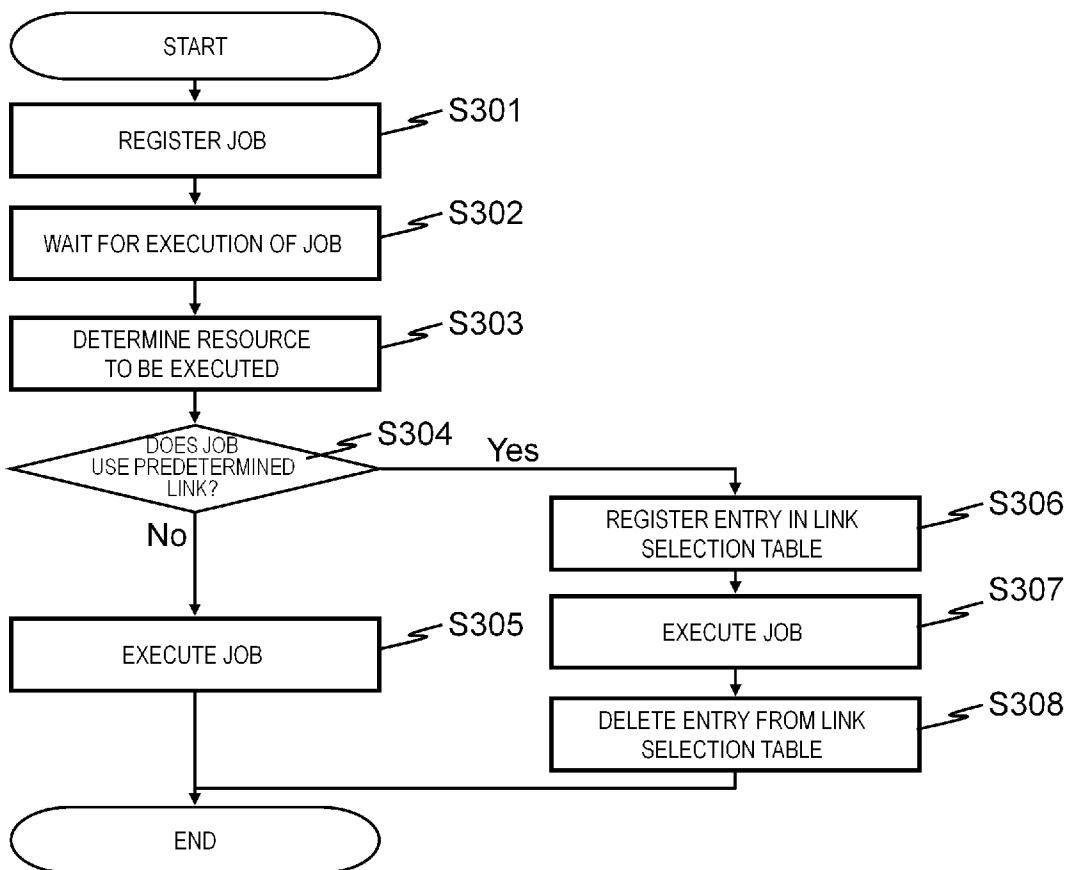 START
REGISTER JOB
S301
WAIT FOR EXECUTION OF JOB
S302
DETERMINE RESOURCE
TO BE EXECUTED
S303
DOES JOB
USE PREDETERMINED
LINK?
S304
Yes
No
REGISTER ENTRY IN LINK
SELECTION TABLE
S306
EXECUTE JOB
S307
EXECUTE JOB
S305
DELETE ENTRY FROM LINK
SELECTION TABLE
S308
END